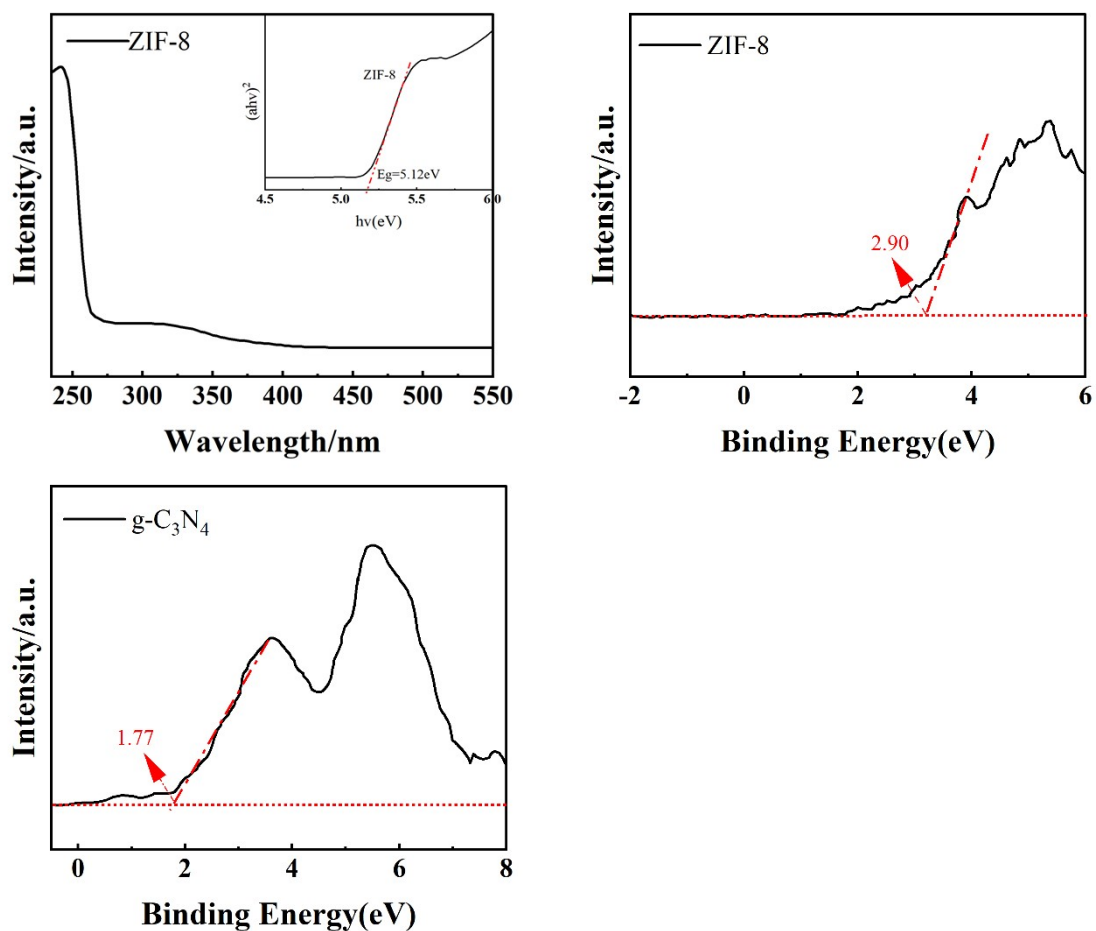 ZIF-8
Intensity/a.u.
(ahv)²
ZIF-8
Eg=5.12eV
4.5 5.0 5.5 6.0
hv(eV)
250 300 350 400 450 500 550
Wavelength/nm
ZIF-8
Intensity/a.u.
2.90
-2 0 2 4 6
Binding Energy(eV)
g-C₃N₄
Intensity/a.u.
1.77
0 2 4 6 8
Binding Energy(eV)